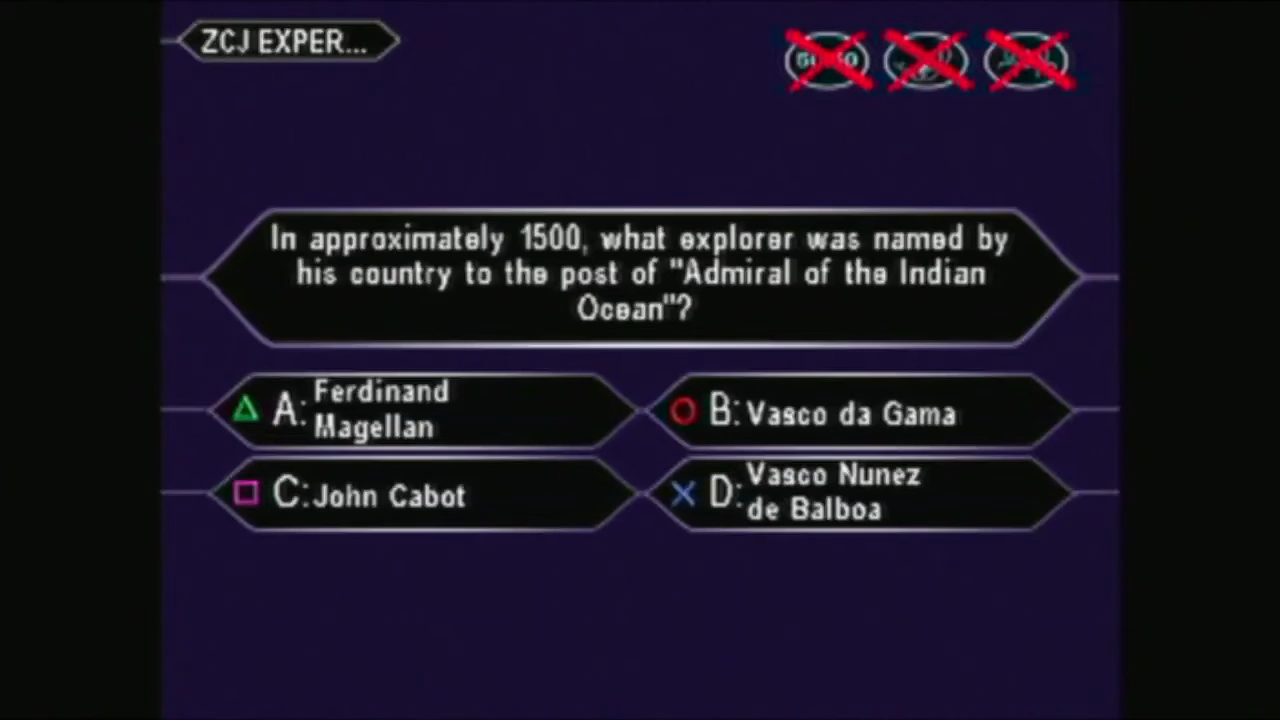 ZCJ EXPER...
In approximately 1500, what explorer was named by
his country to the post of "Admiral of the Indian
Ocean"?
A: Ferdinand
Magellan
B: Vasco da Gama
C: John Cabot
D: Vasco Nunez
de Balboa